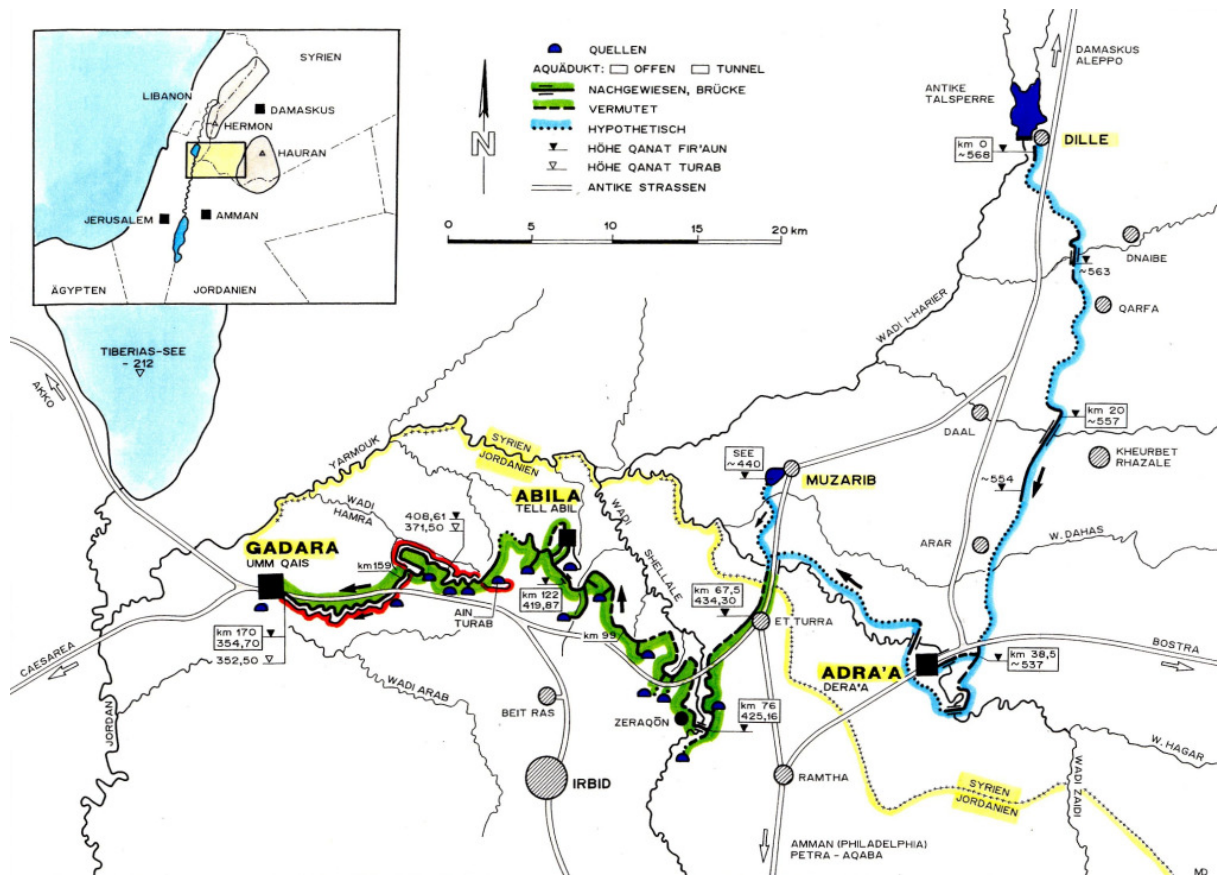 SYRIEN
LIBANON
DAMASKUS
HERMON
HAURAN
JERUSALEM
AMMAN
ÄGYPTEN
JORDANIEN
QUELLEN
AQUÄDUKT: OFFEN TUNNEL
NACHGEWIESEN, BRÜCKE
VERMUTET
HYPOTHETISCH
HÖHE QANAT FIR'AUN
HÖHE QANAT TURAB
ANTIKE STRASSEN
N
0 5 10 15 20 km
DAMASKUS
ALEPPO
ANTIKE
TALSPERRE
km 0
~568
DILLE
DNAIBE
~563
QARFA
WADI I-HARIER
TIBERIAS-SEE
- 212
AKKO
YARMOUK
SYRIEN
JORDANIEN
DAAL
km 20
~557
KHEURBET
RHAZALE
SEE
~440
MUZARIB
~554
ABILA
TELL ABIL
WADI
HAMRA
408,61
371,50
WADI
SHELLALE
ARAR
W. DAHAS
GADARA
UMM QAIS
km 159
AIN
TURAB
km 122
419,87
km 67,5
434,30
ET TURRA
km 99
BOSTRA
km 170
354,70
352,50
CAESAREA
ADRA'A
DERA'A
km 38,5
~537
JORDAN
WADI ARAB
BEIT RAS
ZERAQŌN
km 76
425,16
W. HAGAR
IRBID
RAMTHA
SYRIEN
JORDANIEN
WADI ZAIDI
AMMAN (PHILADELPHIA)
PETRA - AQABA
MD